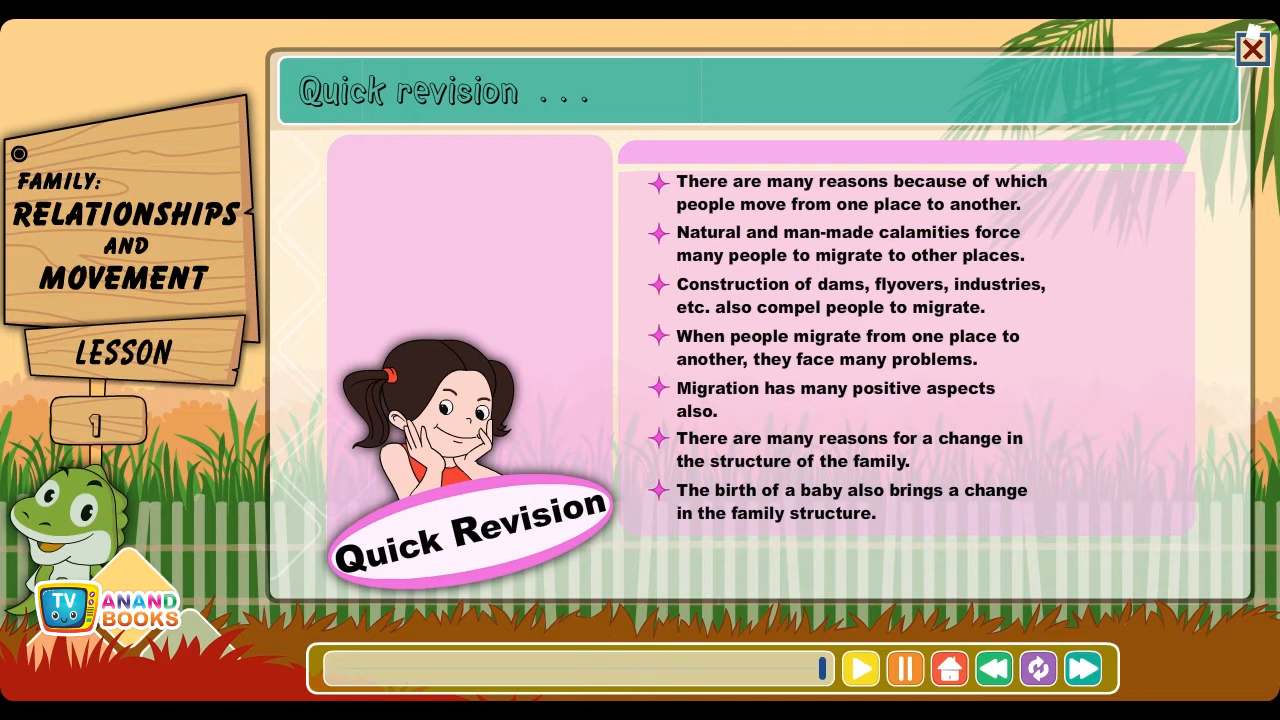 Quick revision . . .
FAMILY:
RELATIONSHIPS
AND
MOVEMENT
LESSON
1
There are many reasons because of which
people move from one place to another.
Natural and man-made calamities force
many people to migrate to other places.
Construction of dams, flyovers, industries,
etc. also compel people to migrate.
When people migrate from one place to
another, they face many problems.
Migration has many positive aspects
also.
There are many reasons for a change in
the structure of the family.
The birth of a baby also brings a change
in the family structure.
Quick Revision
TV
ANAND
BOOKS